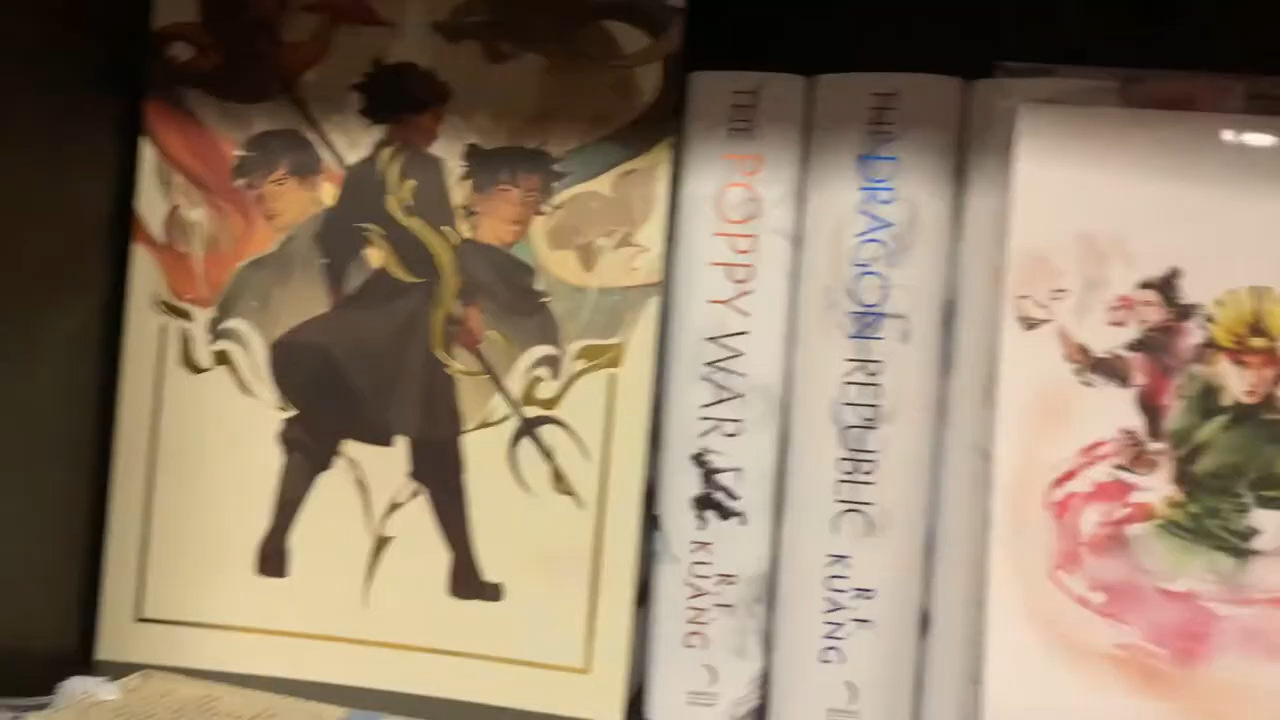 THE POPPY WAR
R.F. KUANG
THE DRAGON REPUBLIC
R.F. KUANG